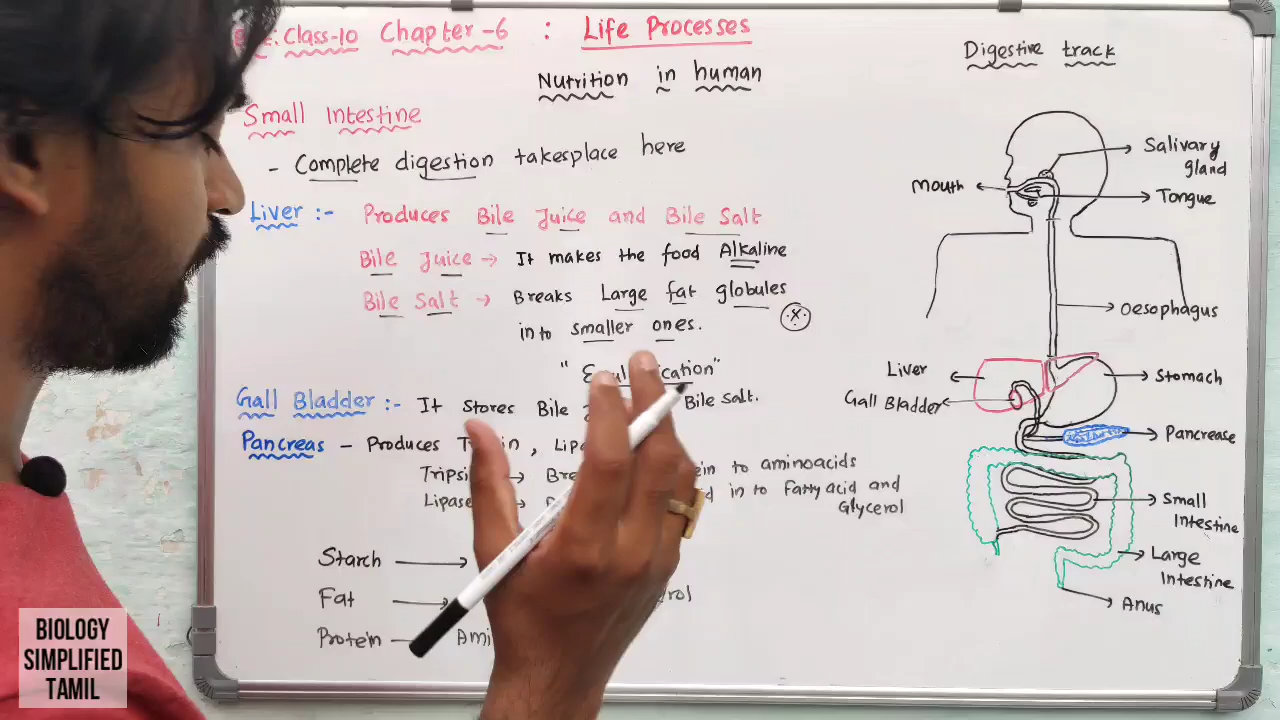 Class-10 Chapter-6 : Life Processes
Nutrition in human
Small Intestine
- Complete digestion takesplace here
Liver :- Produces Bile Juice and Bile Salt
Bile Juice → It makes the food Alkaline
Bile Salt → Breaks Large fat globules
in to smaller ones.
Gall Bladder :- It Stores Bile Bile Salt.
Pancreas - Produces
to aminoacids
Lipase in to Fatty acid and
Glycerol
Starch →
Fat →
Protein
Digestive track
Salivary
gland
Mouth
Tongue
Oesophagus
Liver
Stomach
Gall Bladder
Pancrease
Small
Intestine
Large
Intestine
Anus
BIOLOGY
SIMPLIFIED
TAMIL